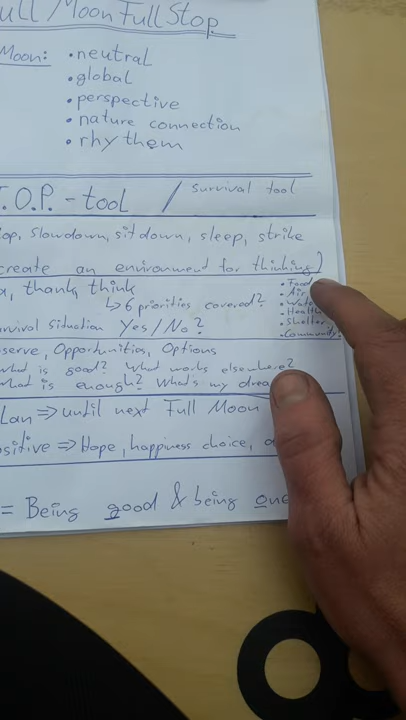 ull Moon Full Stop
Moon: • neutral
• global
• perspective
• nature connection
• rhythem
.O.P. - tool / survival tool
op, slowdown, sit down, sleep, strike
create an environment for thinking)
x, thank, think
↳ 6 priorities covered?
• Food
• Air
• Wate
• Health
• Shelter
• Community
rvival Situation Yes/No?
serve, Opportunities, Options
what is good? What works elsewhere?
what is enough? What's my drea
lan => until next Full Moon
sitive => Hope, happiness choice,
= Being good & being one